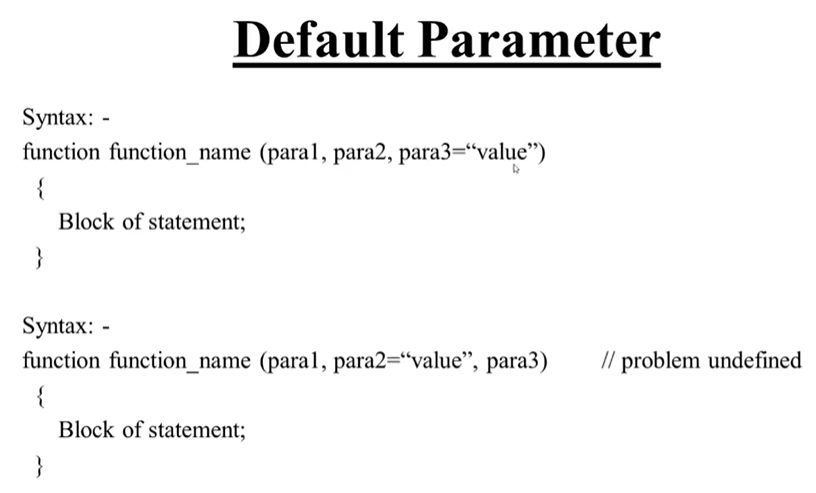 Default Parameter
Syntax: -
function function_name (para1, para2, para3=“value”)
{
Block of statement;
}
Syntax: -
function function_name (para1, para2=“value”, para3) // problem undefined
{
Block of statement;
}